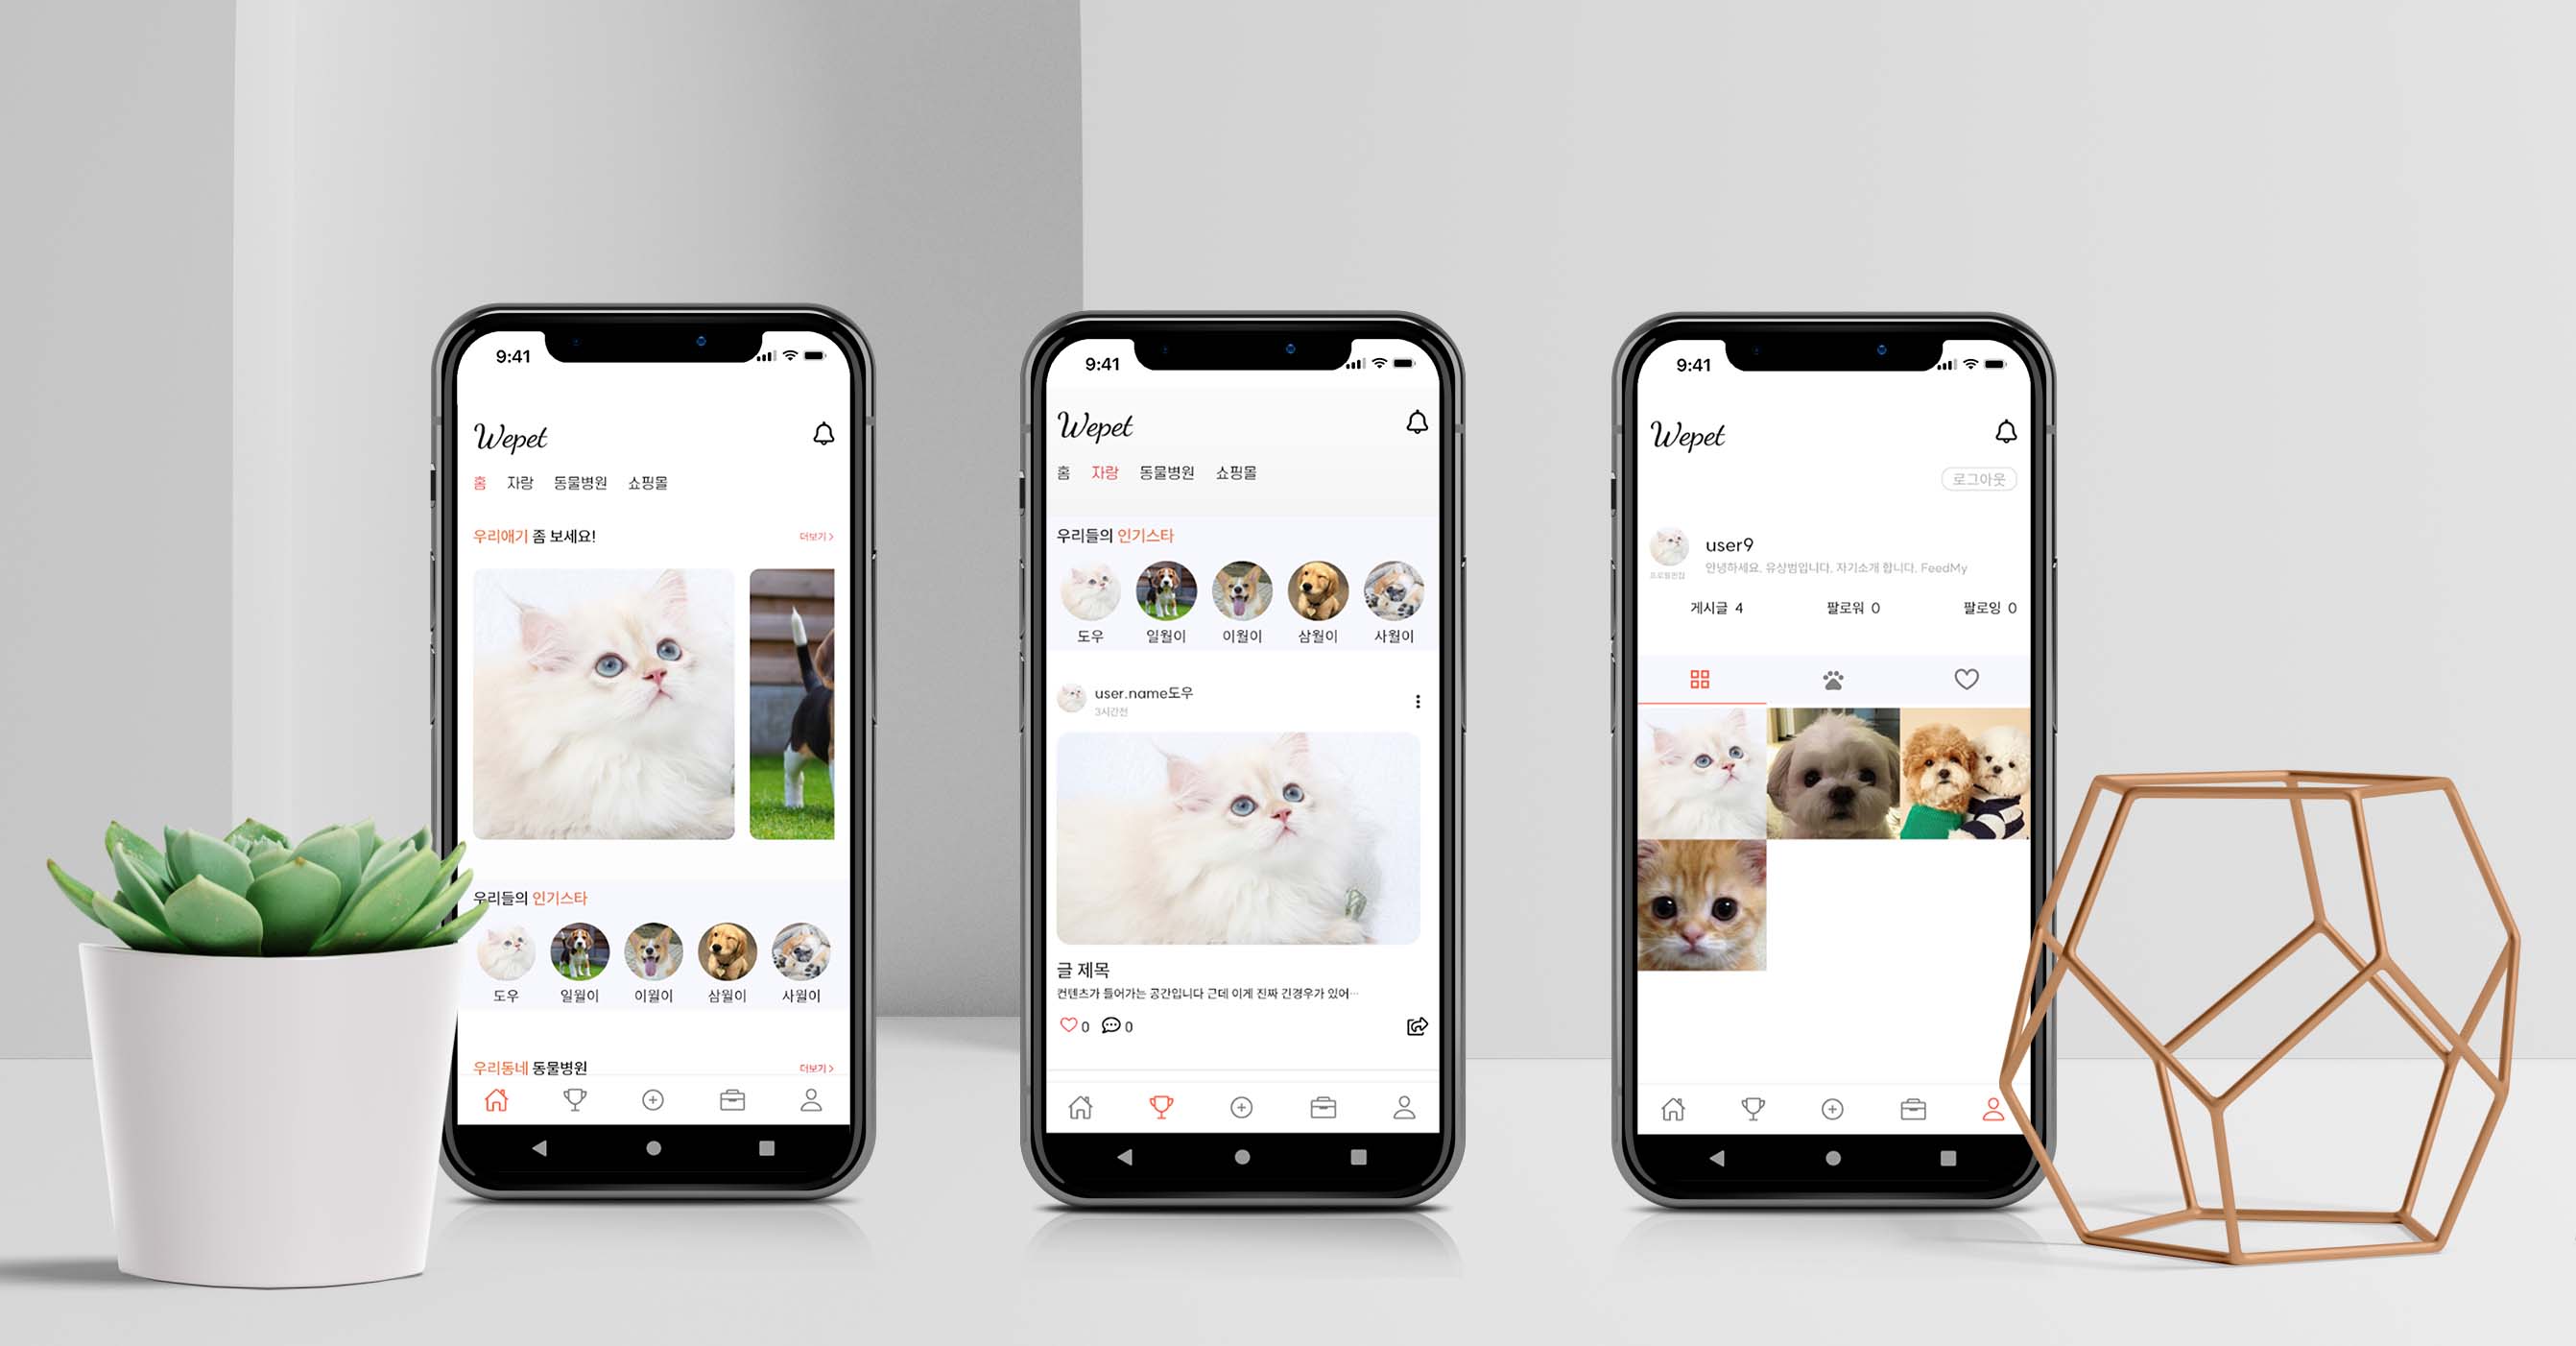 9:41
Wepet
홈 자랑 동물병원 쇼핑몰
우리애기 좀 보세요!
더보기 >
우리들의 인기스타
도우 일월이 이월이 삼월이 사월이
우리동네 동물병원
더보기 >
9:41
Wepet
홈 자랑 동물병원 쇼핑몰
우리들의 인기스타
도우 일월이 이월이 삼월이 사월이
user.name도우
3시간전
글 제목
컨텐츠가 들어가는 공간입니다 근데 이게 진짜 긴경우가 있어...
0 0
9:41
Wepet
로그아웃
user9
안녕하세요. 유상범입니다. 자기소개 합니다. FeedMy
프로필편집
게시글 4 팔로워 0 팔로잉 0